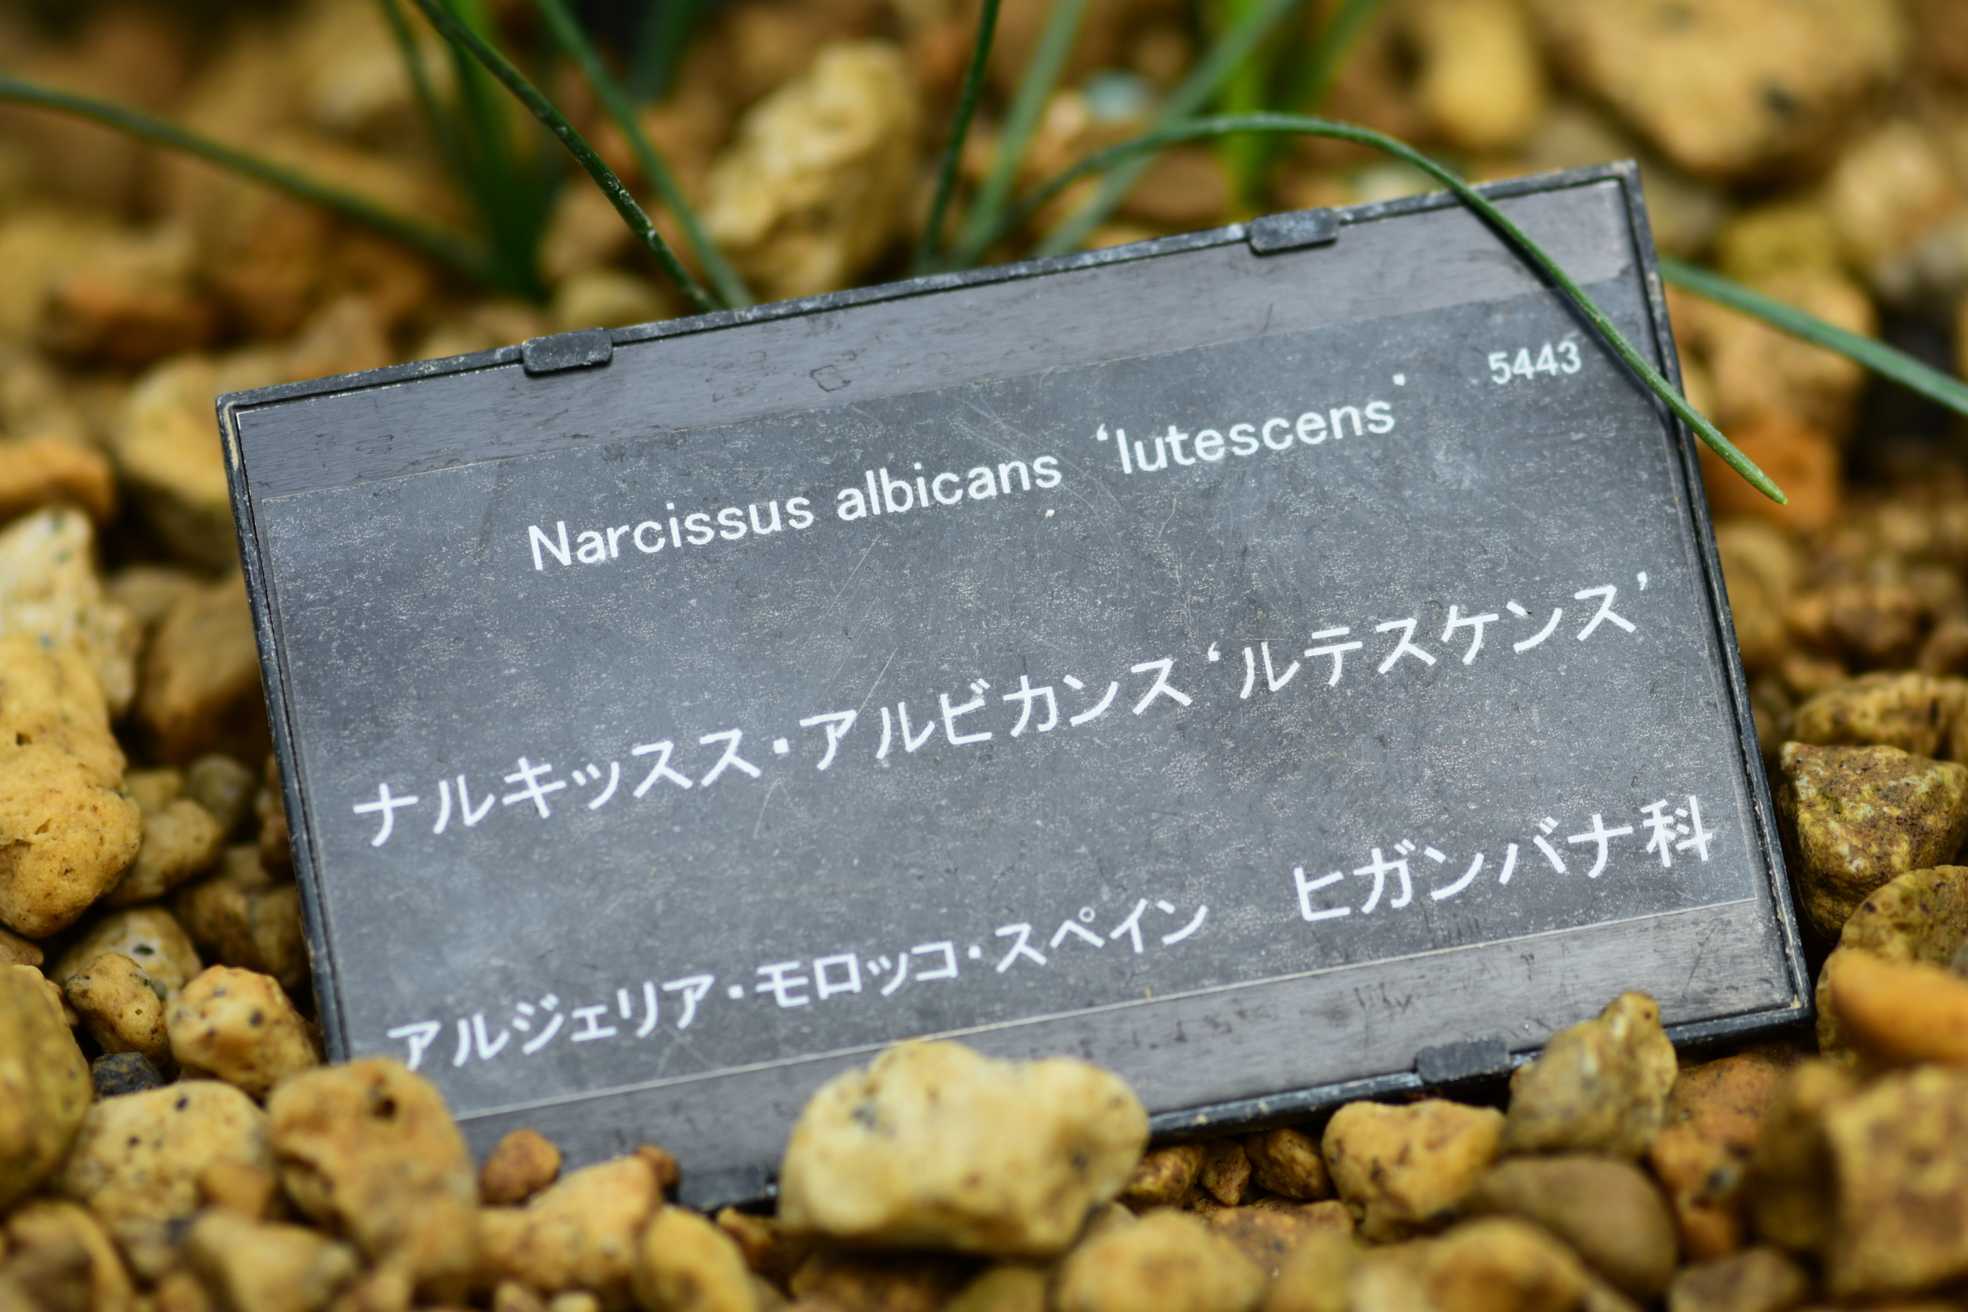 5443
Narcissus albicans ‘lutescens’
ナルキッスス・アルビカンス‘ルテスケンス’
アルジェリア・モロッコ・スペイン　ヒガンバナ科